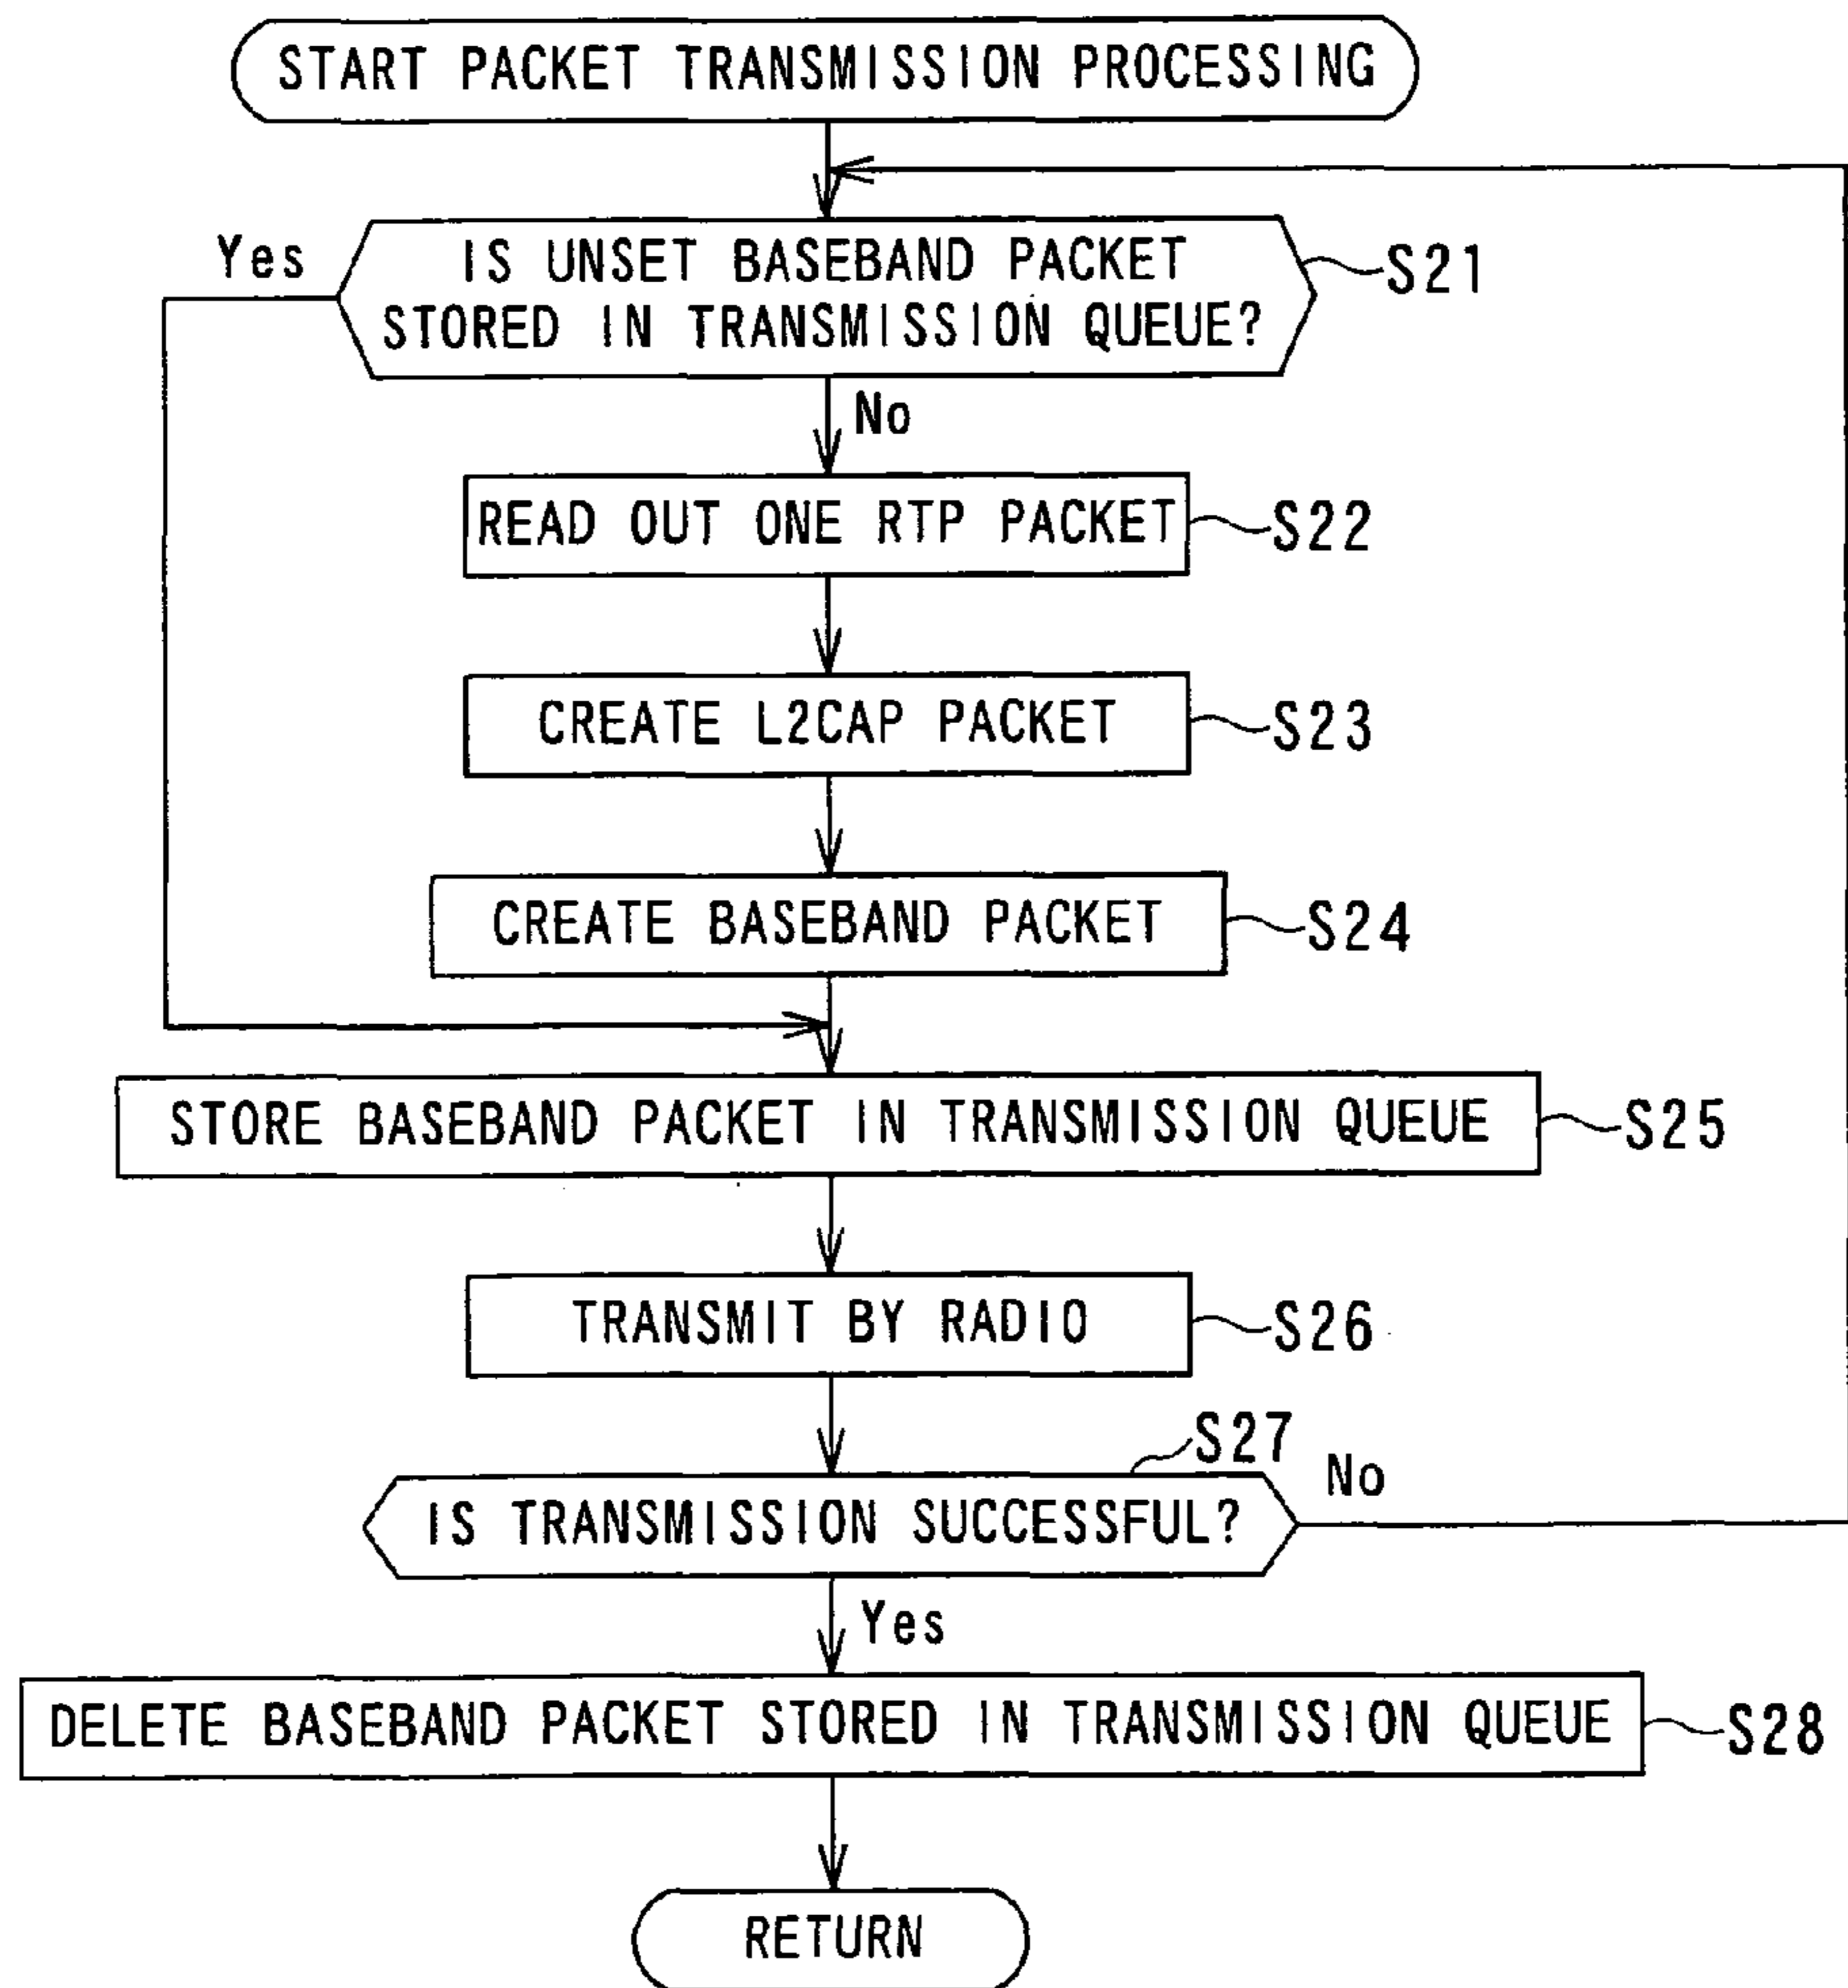 START PACKET TRANSMISSION PROCESSING
Yes
IS UNSET BASEBAND PACKET
STORED IN TRANSMISSION QUEUE?
S21
No
READ OUT ONE RTP PACKET
S22
CREATE L2CAP PACKET
S23
CREATE BASEBAND PACKET
S24
STORE BASEBAND PACKET IN TRANSMISSION QUEUE
S25
TRANSMIT BY RADIO
S26
S27
IS TRANSMISSION SUCCESSFUL?
No
Yes
DELETE BASEBAND PACKET STORED IN TRANSMISSION QUEUE
S28
RETURN